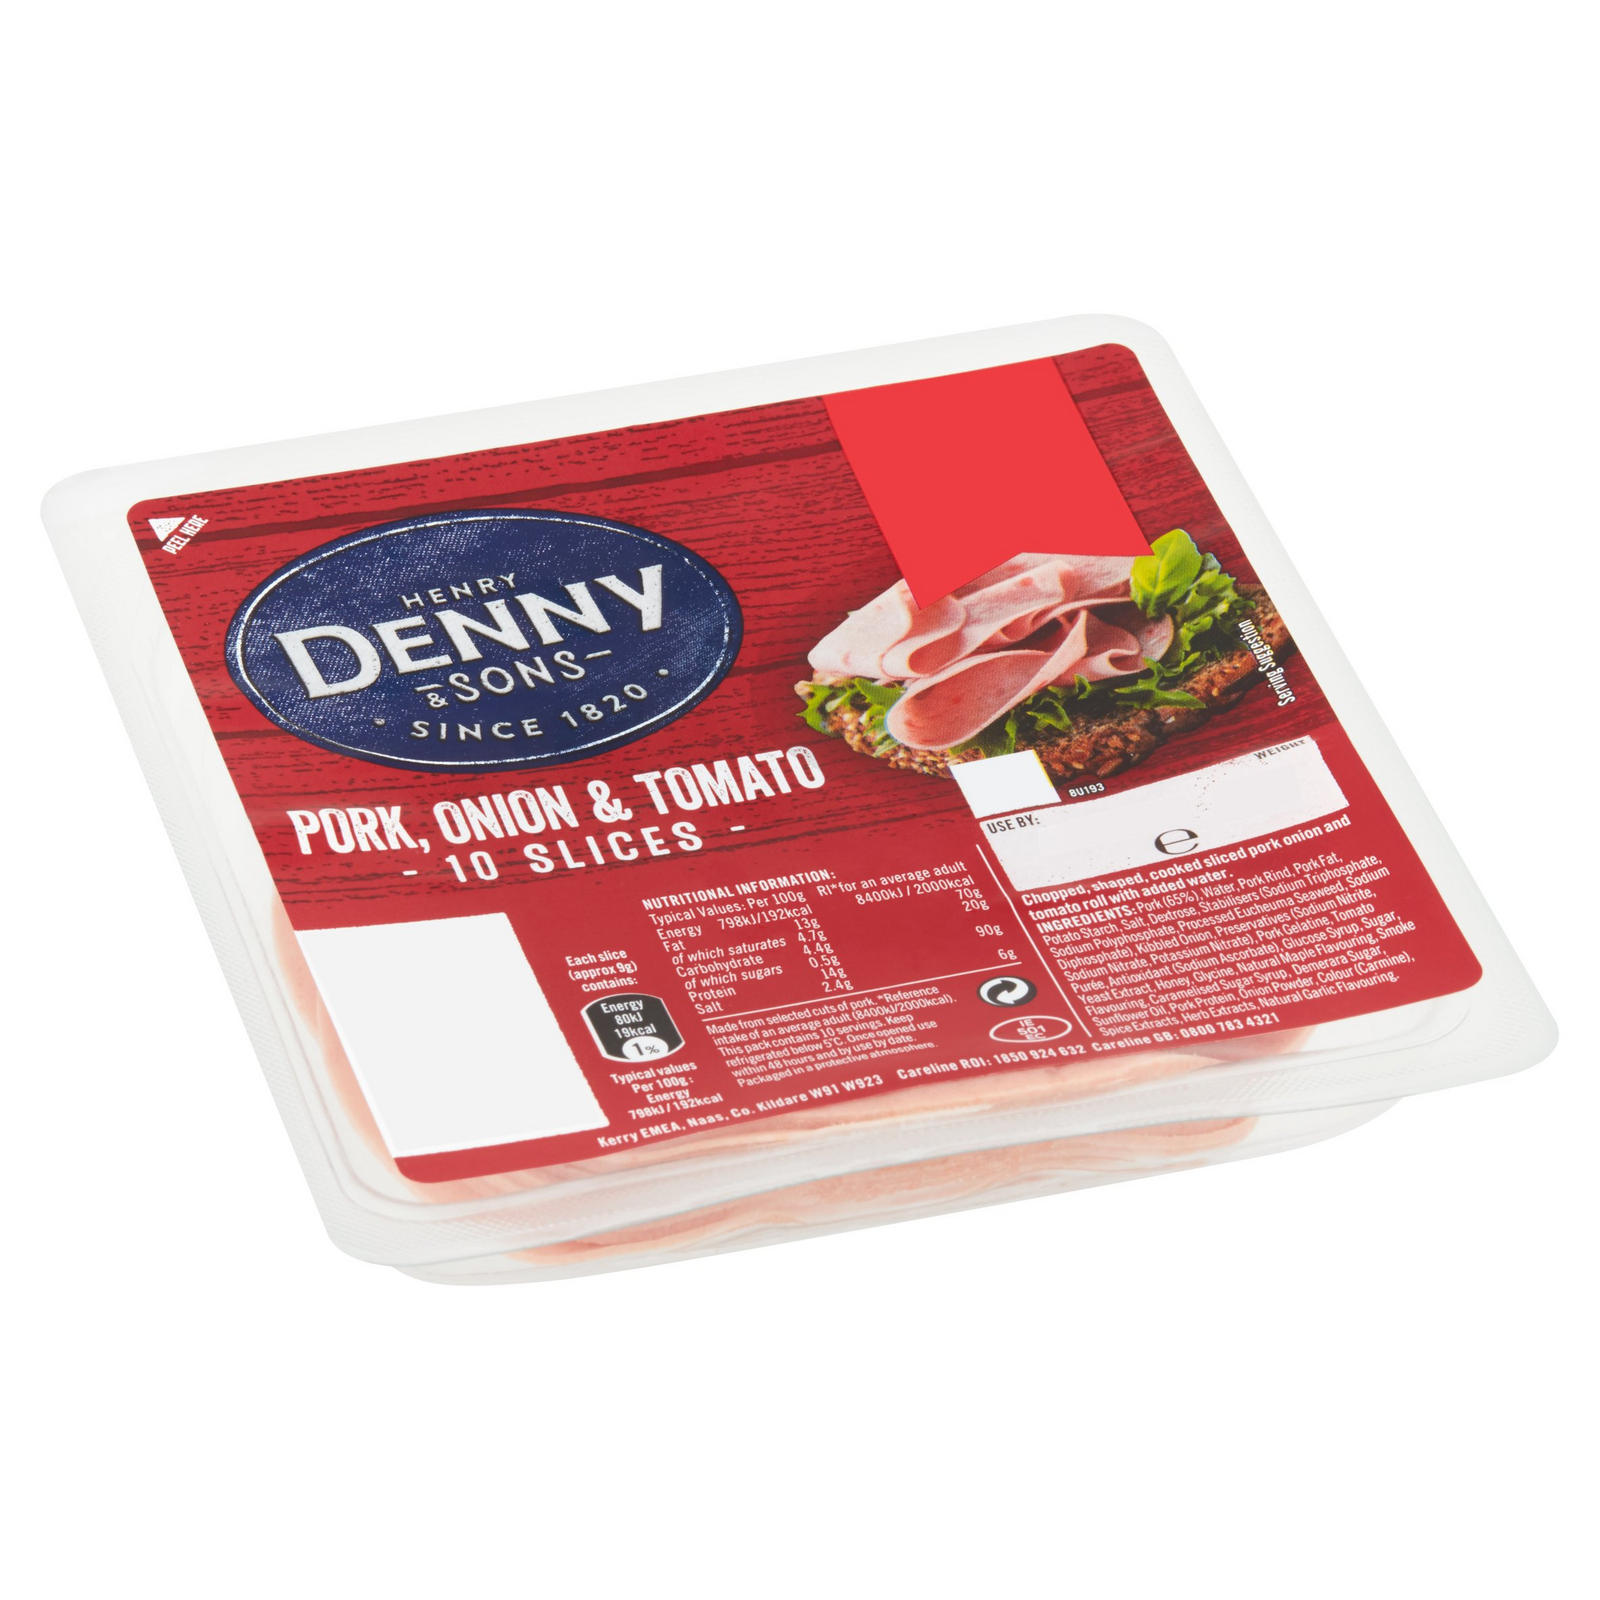 PEEL HERE
HENRY
DENNY
& SONS
• SINCE 1820 •
PORK, ONION & TOMATO
- 10 SLICES -
Serving Suggestion
8U193
WEIGHT
USE BY:
e
Each slice
(approx 9g)
contains:
Energy
80kJ
19kcal
1%
Typical values
Per 100g:
Energy
798kJ/192kcal
NUTRITIONAL INFORMATION:
Typical Values: Per 100g RI*for an average adult
Energy 798kJ/192kcal 8400kJ / 2000kcal
Fat 13g 70g
of which saturates 4.7g 20g
Carbohydrate 4.4g
of which sugars 0.5g 90g
Protein 14g
Salt 2.4g 6g
Made from selected cuts of pork. *Reference
intake of an average adult (8400kJ/2000kcal).
This pack contains 10 servings. Keep
refrigerated below 5°C. Once opened use
within 48 hours and by use by date.
Packaged in a protective atmosphere.
IE
501
EC
Chopped, shaped, cooked sliced pork onion and
tomato roll with added water.
INGREDIENTS: Pork (65%), Water, Pork Rind, Pork Fat,
Potato Starch, Salt, Dextrose, Stabilisers (Sodium Triphosphate,
Sodium Polyphosphate, Processed Eucheuma Seaweed, Sodium
Diphosphate), Kibbled Onion, Preservatives (Sodium Nitrite,
Sodium Nitrate, Potassium Nitrate), Pork Gelatine, Tomato
Purée, Antioxidant (Sodium Ascorbate), Glucose Syrup, Sugar,
Yeast Extract, Honey, Glycine, Natural Maple Flavouring, Smoke
Flavouring, Caramelised Sugar Syrup, Demerara Sugar,
Sunflower Oil, Pork Protein, Onion Powder, Colour (Carmine),
Spice Extracts, Herb Extracts, Natural Garlic Flavouring.
Kerry EMEA, Naas, Co. Kildare W91 W923 Careline ROI: 1850 924 632 Careline GB: 0800 783 4321